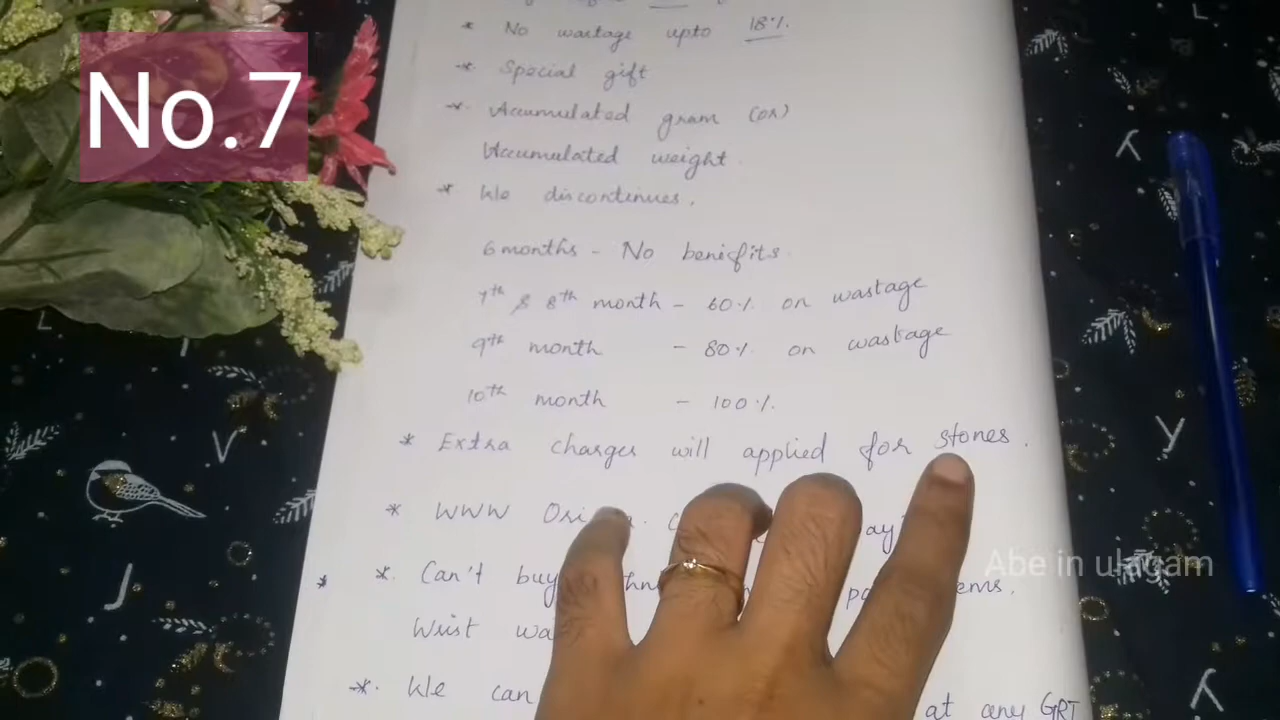 No.7
* No wastage upto 18%.
* Special gift
* Accumulated gram (or)
Accumulated weight.
* We discontinues.
6 months - No benifits.
7th & 8th month - 60% on wastage
9th month - 80% on wastage
10th month - 100%.
* Extra charges will applied for stones.
* WWW
* *. Can't buy
Wrist
*. We can at any GRT
Abe in ulagam